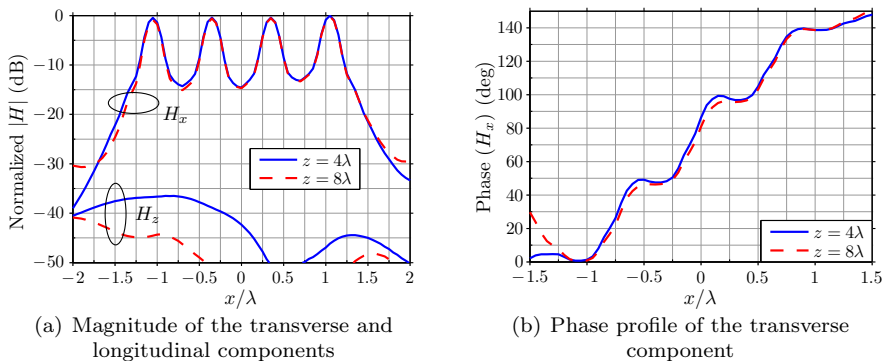 Normalized |H| (dB)
0
−10
−20
−30
−40
−50
−2
−1.5
−1
−0.5
0
0.5
1
1.5
2
x/λ
H_x
H_z
z = 4λ
z = 8λ
(a) Magnitude of the transverse and
longitudinal components
Phase (H_x) (deg)
140
120
100
80
60
40
20
0
−1.5
−1
−0.5
0
0.5
1
1.5
x/λ
z = 4λ
z = 8λ
(b) Phase profile of the transverse
component